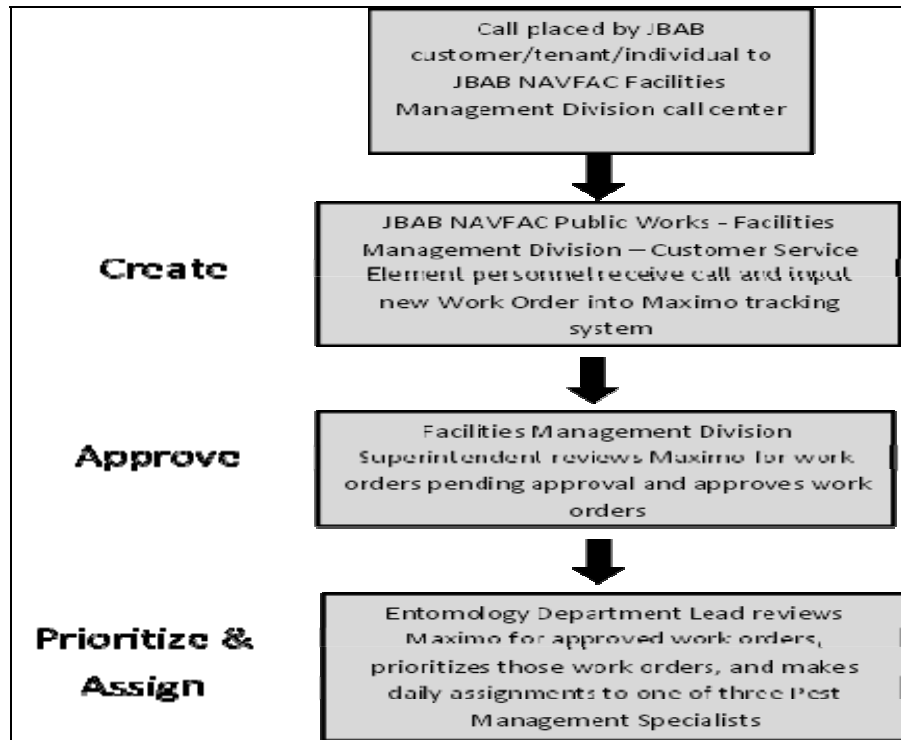 Call placed by JBAB
customer/tenant/individual to
JBAB NAVFAC Facilities
Management Division call center
Create
JBAB NAVFAC Public Works - Facilities
Management Division – Customer Service
Element personnel receive call and input
new Work Order into Maximo tracking
system
Approve
Facilities Management Division
Superintendent reviews Maximo for work
orders pending approval and approves work
orders
Prioritize &
Assign
Entomology Department Lead reviews
Maximo for approved work orders,
prioritizes those work orders, and makes
daily assignments to one of three Pest
Management Specialists